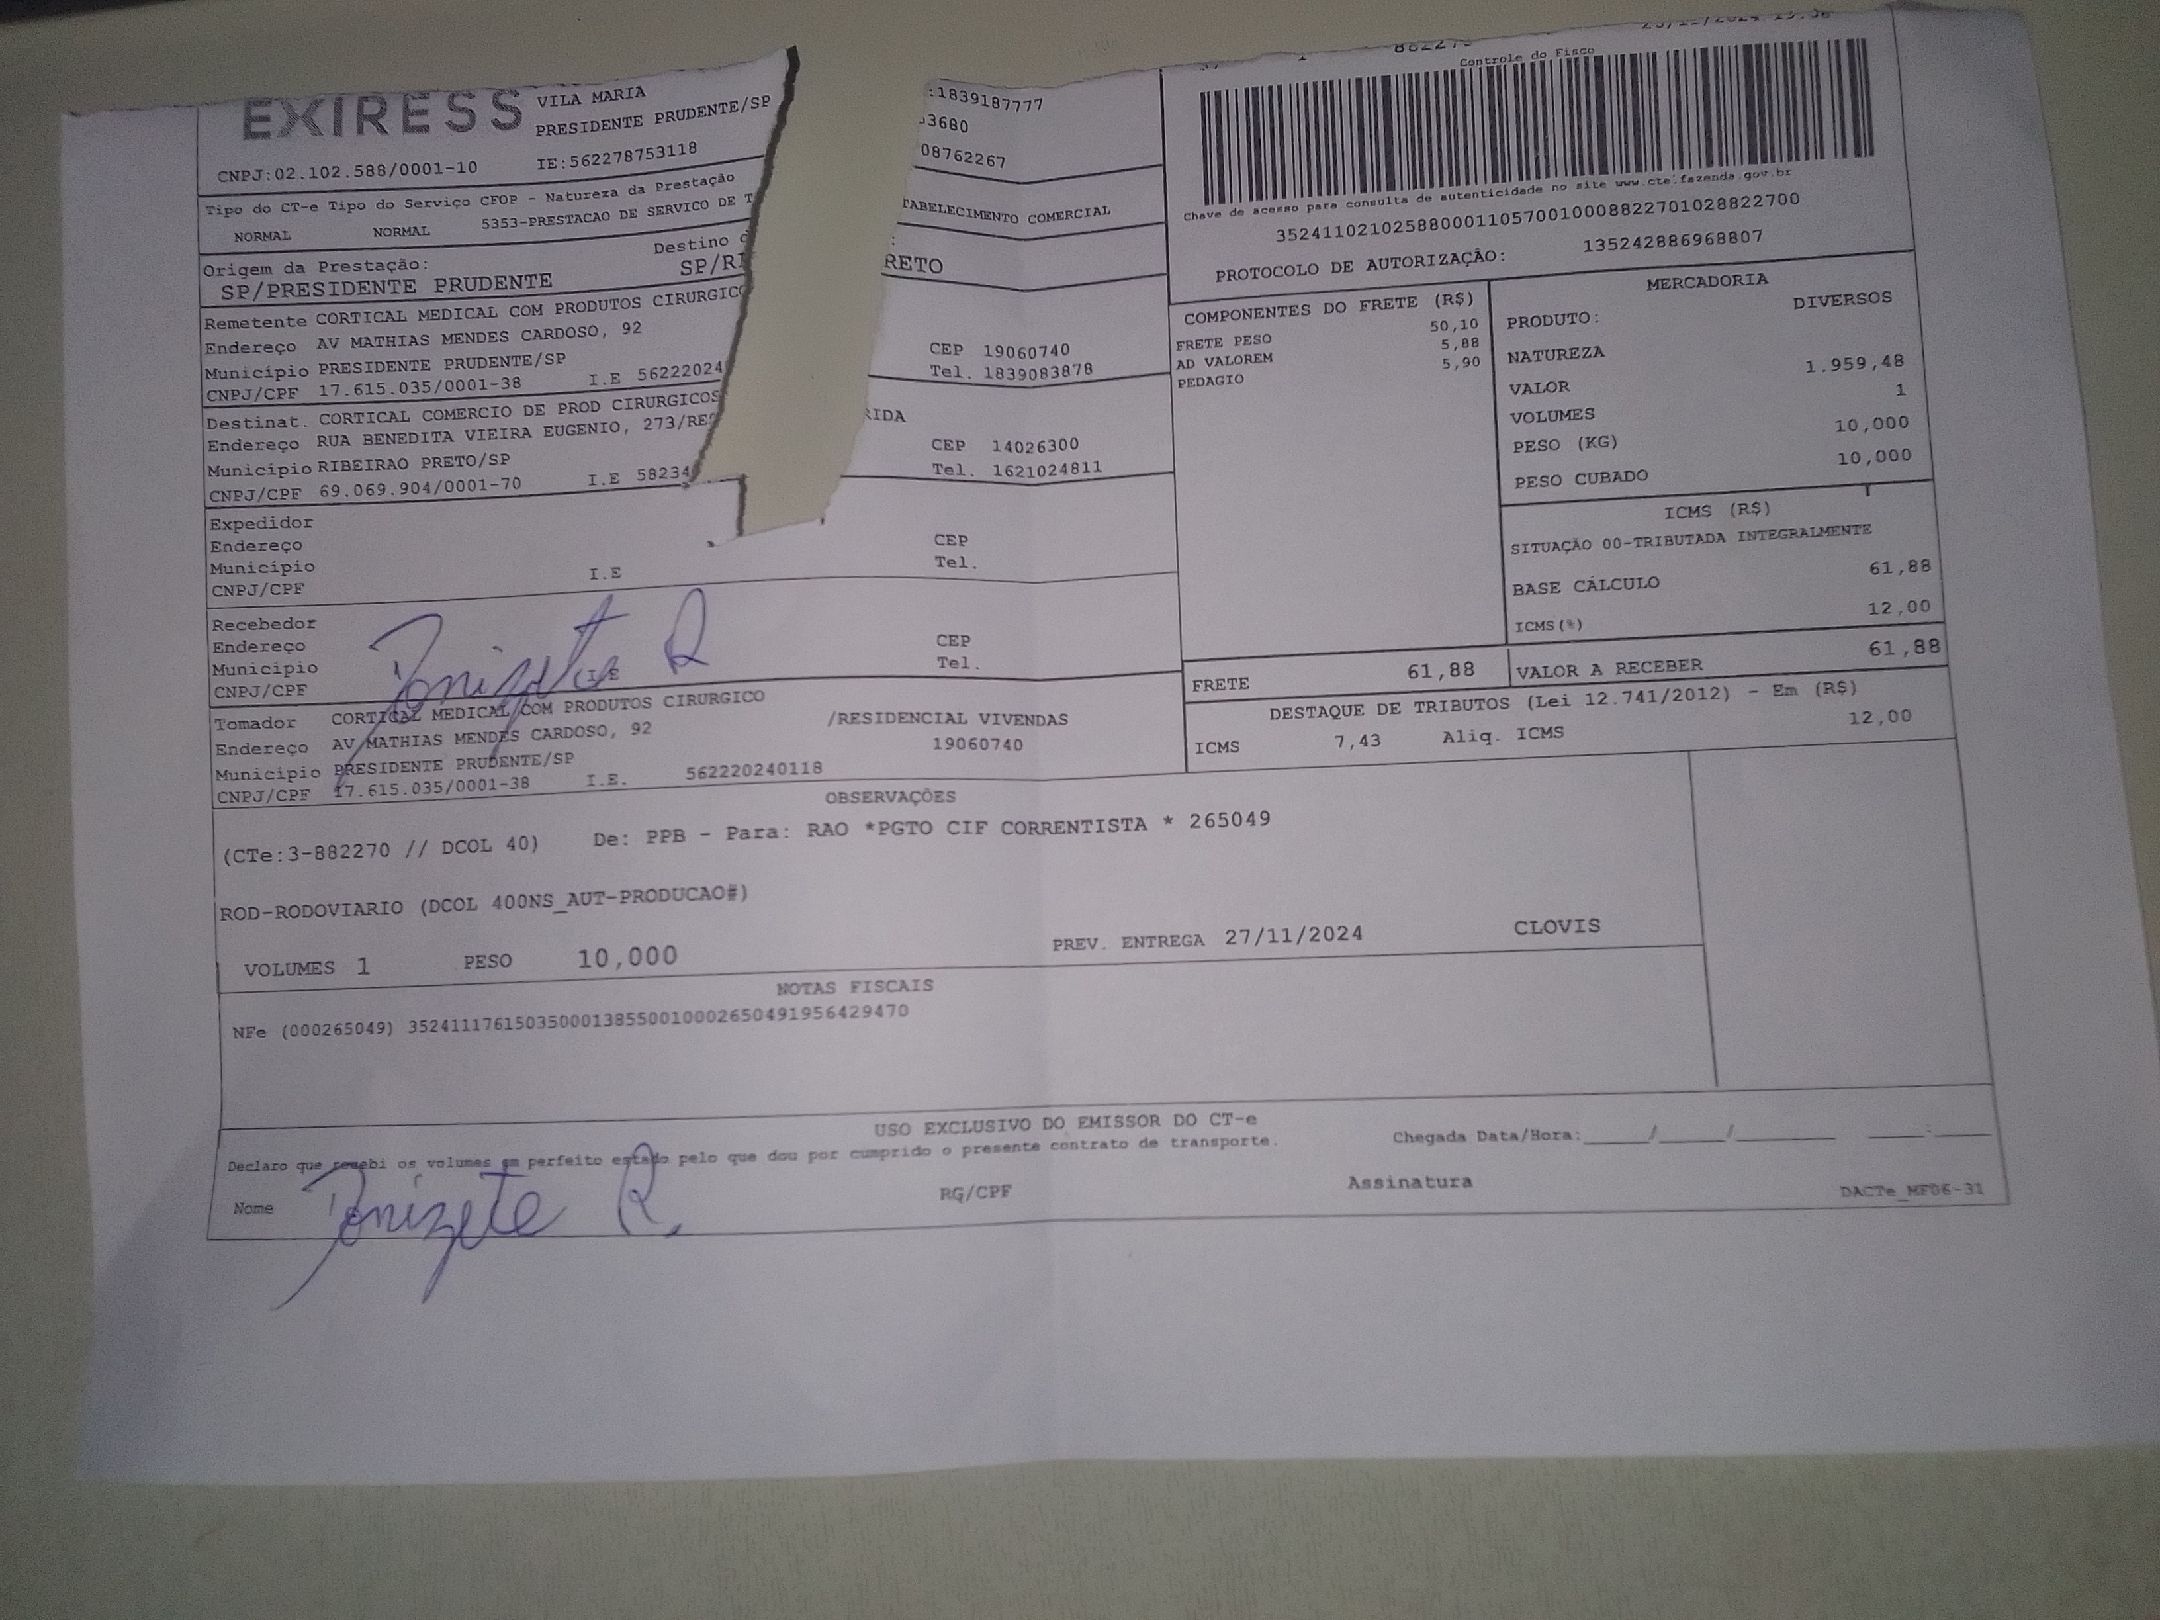 EXIRESS
VILA MARIA
PRESIDENTE PRUDENTE/SP
CNPJ:02.102.588/0001-10 IE:562278753118
:1839187777
3680
08762267
Tipo do CT-e Tipo do Serviço CFOP - Natureza da Prestação
NORMAL NORMAL 5353-PRESTACAO DE SERVICO DE T
TABELECIMENTO COMERCIAL
Origem da Prestação: Destino d :
SP/PRESIDENTE PRUDENTE SP/RI RETO
Remetente CORTICAL MEDICAL COM PRODUTOS CIRURGICO
Endereço AV MATHIAS MENDES CARDOSO, 92
Município PRESIDENTE PRUDENTE/SP CEP 19060740
CNPJ/CPF 17.615.035/0001-38 I.E 56222024 Tel. 1839083878
Destinat. CORTICAL COMERCIO DE PROD CIRURGICOS
Endereço RUA BENEDITA VIEIRA EUGENIO, 273/RES RIDA
Município RIBEIRAO PRETO/SP CEP 14026300
CNPJ/CPF 69.069.904/0001-70 I.E 58234 Tel. 1621024811
Expedidor
Endereço
Município CEP
CNPJ/CPF I.E Tel.
Recebedor
Endereço
Município CEP
CNPJ/CPF I.E Tel.
Donizete R
Tomador CORTICAL MEDICAL COM PRODUTOS CIRURGICO
Endereço AV MATHIAS MENDES CARDOSO, 92 /RESIDENCIAL VIVENDAS
Município PRESIDENTE PRUDENTE/SP 19060740
CNPJ/CPF 17.615.035/0001-38 I.E. 562220240118
Controle do Fisco
Chave de acesso para consulta de autenticidade no site www.cte.fazenda.gov.br
35241102102588000110570010008822701028822700
PROTOCOLO DE AUTORIZAÇÃO: 135242886968807
COMPONENTES DO FRETE (R$)
FRETE PESO 50,10
AD VALOREM 5,88
PEDAGIO 5,90
MERCADORIA
PRODUTO: DIVERSOS
NATUREZA
VALOR 1.959,48
VOLUMES 1
PESO (KG) 10,000
PESO CUBADO 10,000
ICMS (R$)
SITUAÇÃO 00-TRIBUTADA INTEGRALMENTE
BASE CÁLCULO 61,88
ICMS(%) 12,00
FRETE 61,88 VALOR A RECEBER 61,88
DESTAQUE DE TRIBUTOS (Lei 12.741/2012) - Em (R$)
ICMS 7,43 Aliq. ICMS 12,00
OBSERVAÇÕES
(CTe:3-882270 // DCOL 40) De: PPB - Para: RAO *PGTO CIF CORRENTISTA * 265049
ROD-RODOVIARIO (DCOL 400NS_AUT-PRODUCAO#)
VOLUMES 1 PESO 10,000 PREV. ENTREGA 27/11/2024 CLOVIS
NOTAS FISCAIS
NFe (000265049) 35241117615035000138550010002650491956429470
USO EXCLUSIVO DO EMISSOR DO CT-e
Declaro que recebi os volumes em perfeito estado pelo que dou por cumprido o presente contrato de transporte. Chegada Data/Hora:____/____/______ ___:___
Nome Donizete R. RG/CPF Assinatura
DACTe_MF06-31